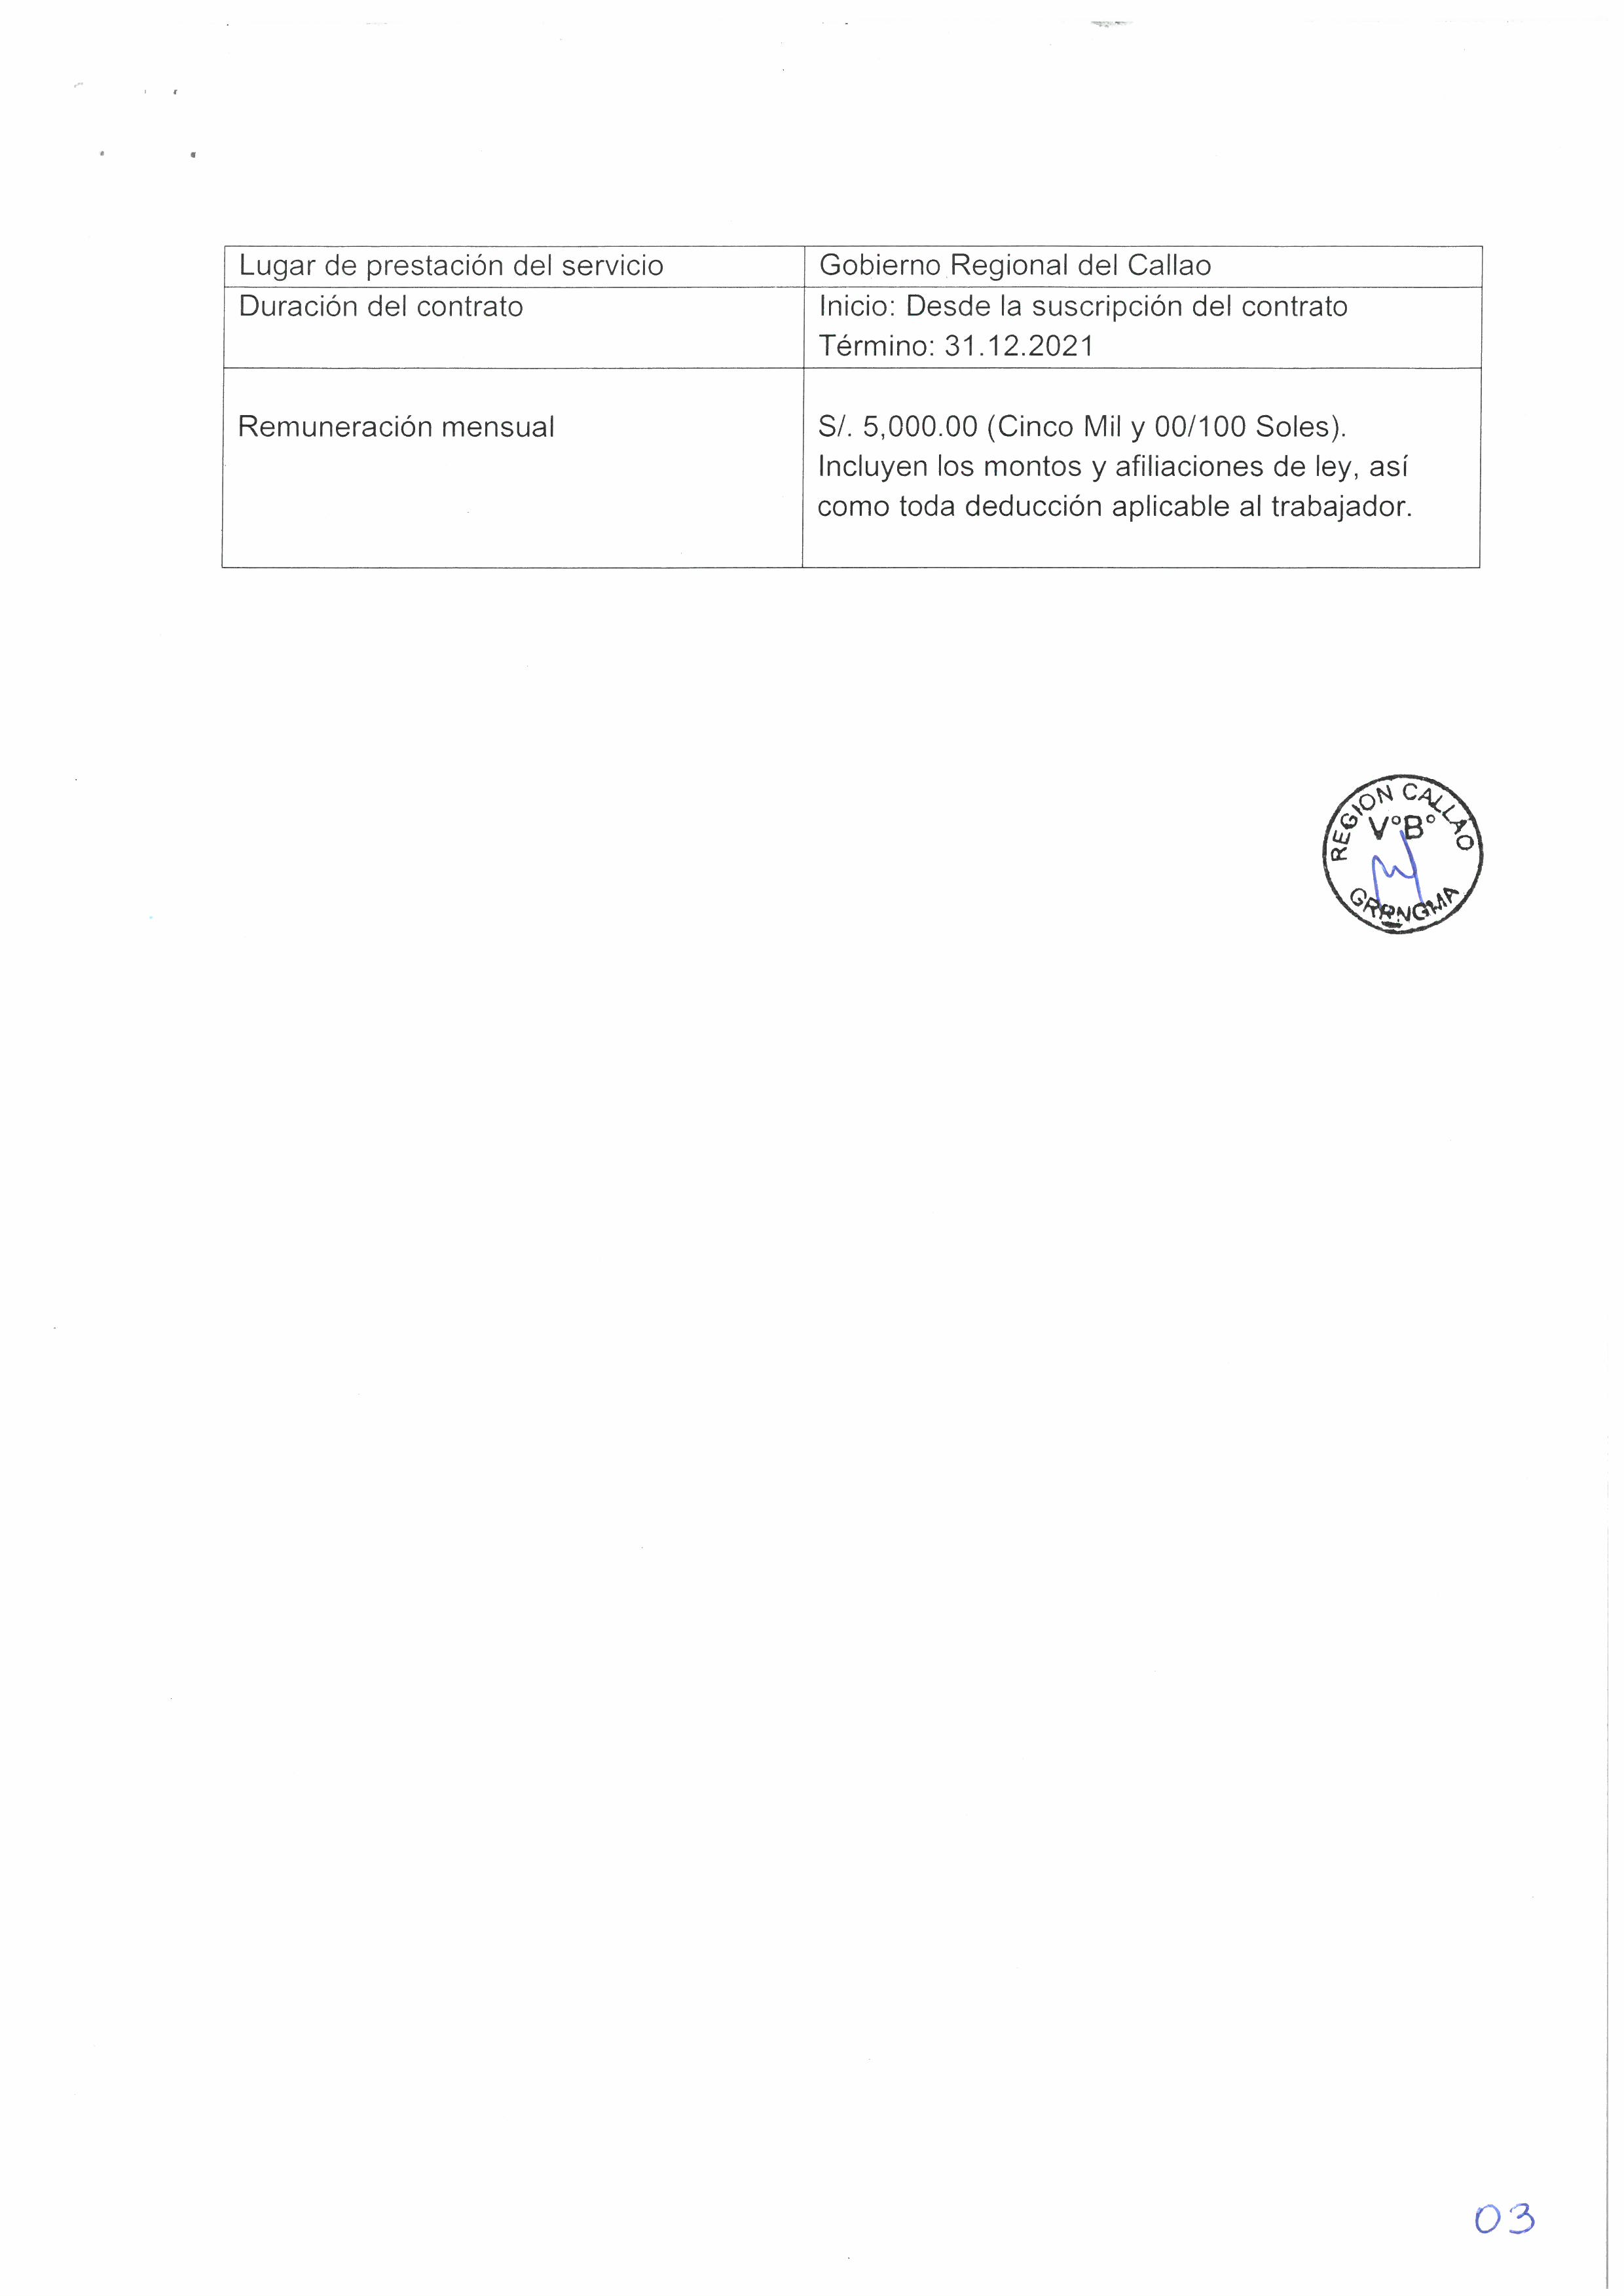 Lugar de prestación del servicio
Gobierno Regional del Callao
Duración del contrato
Inicio: Desde la suscripción del contrato
Término: 31.12.2021
Remuneración mensual
S/. 5,000.00 (Cinco Mil y 00/100 Soles).
Incluyen los montos y afiliaciones de ley, así
como toda deducción aplicable al trabajador.
REGION CALLAO
V°B°
GRRNGMA
03